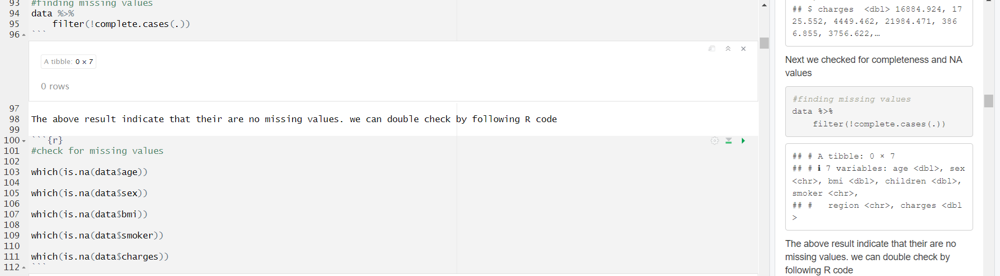 93 #finding missing values
94 data %>%
95     filter(!complete.cases(.))
96 ```
A tibble: 0 × 7
0 rows
97
98 The above result indicate that their are no missing values. we can double check by following R code
99
100 ```{r}
101 #check for missing values
102
103 which(is.na(data$age))
104
105 which(is.na(data$sex))
106
107 which(is.na(data$bmi))
108
109 which(is.na(data$smoker))
110
111 which(is.na(data$charges))
112 ```
## $ charges  <dbl> 16884.924, 17
25.552, 4449.462, 21984.471, 386
6.855, 3756.622,…
Next we checked for completeness and NA
values
#finding missing values
data %>%
    filter(!complete.cases(.))
## # A tibble: 0 × 7
## # ℹ 7 variables: age <dbl>, sex
<chr>, bmi <dbl>, children <dbl>,
smoker <chr>,
## #   region <chr>, charges <dbl
>
The above result indicate that their are no
missing values. we can double check by
following R code